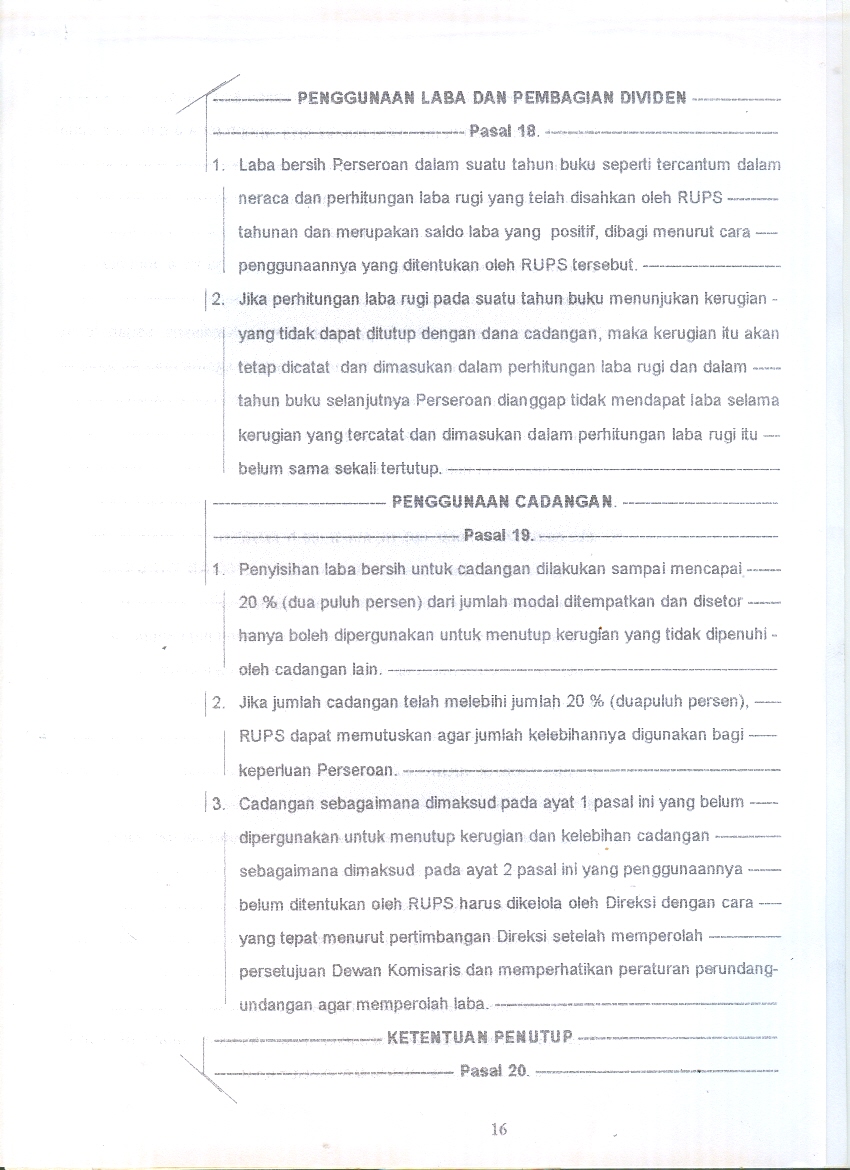 PENGGUNAAN LABA DAN PEMBAGIAN DIVIDEN
Pasal 18.
1. Laba bersih Perseroan dalam suatu tahun buku seperti tercantum dalam
neraca dan perhitungan laba rugi yang telah disahkan oleh RUPS
tahunan dan merupakan saldo laba yang positif, dibagi menurut cara
penggunaannya yang ditentukan oleh RUPS tersebut.
2. Jika perhitungan laba rugi pada suatu tahun buku menunjukan kerugian -
yang tidak dapat ditutup dengan dana cadangan, maka kerugian itu akan
tetap dicatat dan dimasukan dalam perhitungan laba rugi dan dalam
tahun buku selanjutnya Perseroan dianggap tidak mendapat laba selama
kerugian yang tercatat dan dimasukan dalam perhitungan laba rugi itu
belum sama sekali tertutup.
PENGGUNAAN CADANGAN.
Pasal 19.
1. Penyisihan laba bersih untuk cadangan dilakukan sampai mencapai
20 % (dua puluh persen) dari jumlah modal ditempatkan dan disetor
hanya boleh dipergunakan untuk menutup kerugian yang tidak dipenuhi -
oleh cadangan lain.
2. Jika jumlah cadangan telah melebihi jumlah 20 % (duapuluh persen),
RUPS dapat memutuskan agar jumlah kelebihannya digunakan bagi
keperluan Perseroan.
3. Cadangan sebagaimana dimaksud pada ayat 1 pasal ini yang belum
dipergunakan untuk menutup kerugian dan kelebihan cadangan
sebagaimana dimaksud pada ayat 2 pasal ini yang penggunaannya
belum ditentukan oleh RUPS harus dikelola oleh Direksi dengan cara
yang tepat menurut pertimbangan Direksi setelah memperolah
persetujuan Dewan Komisaris dan memperhatikan peraturan perundang-
undangan agar memperolah laba.
KETENTUAN PENUTUP
Pasal 20.
16